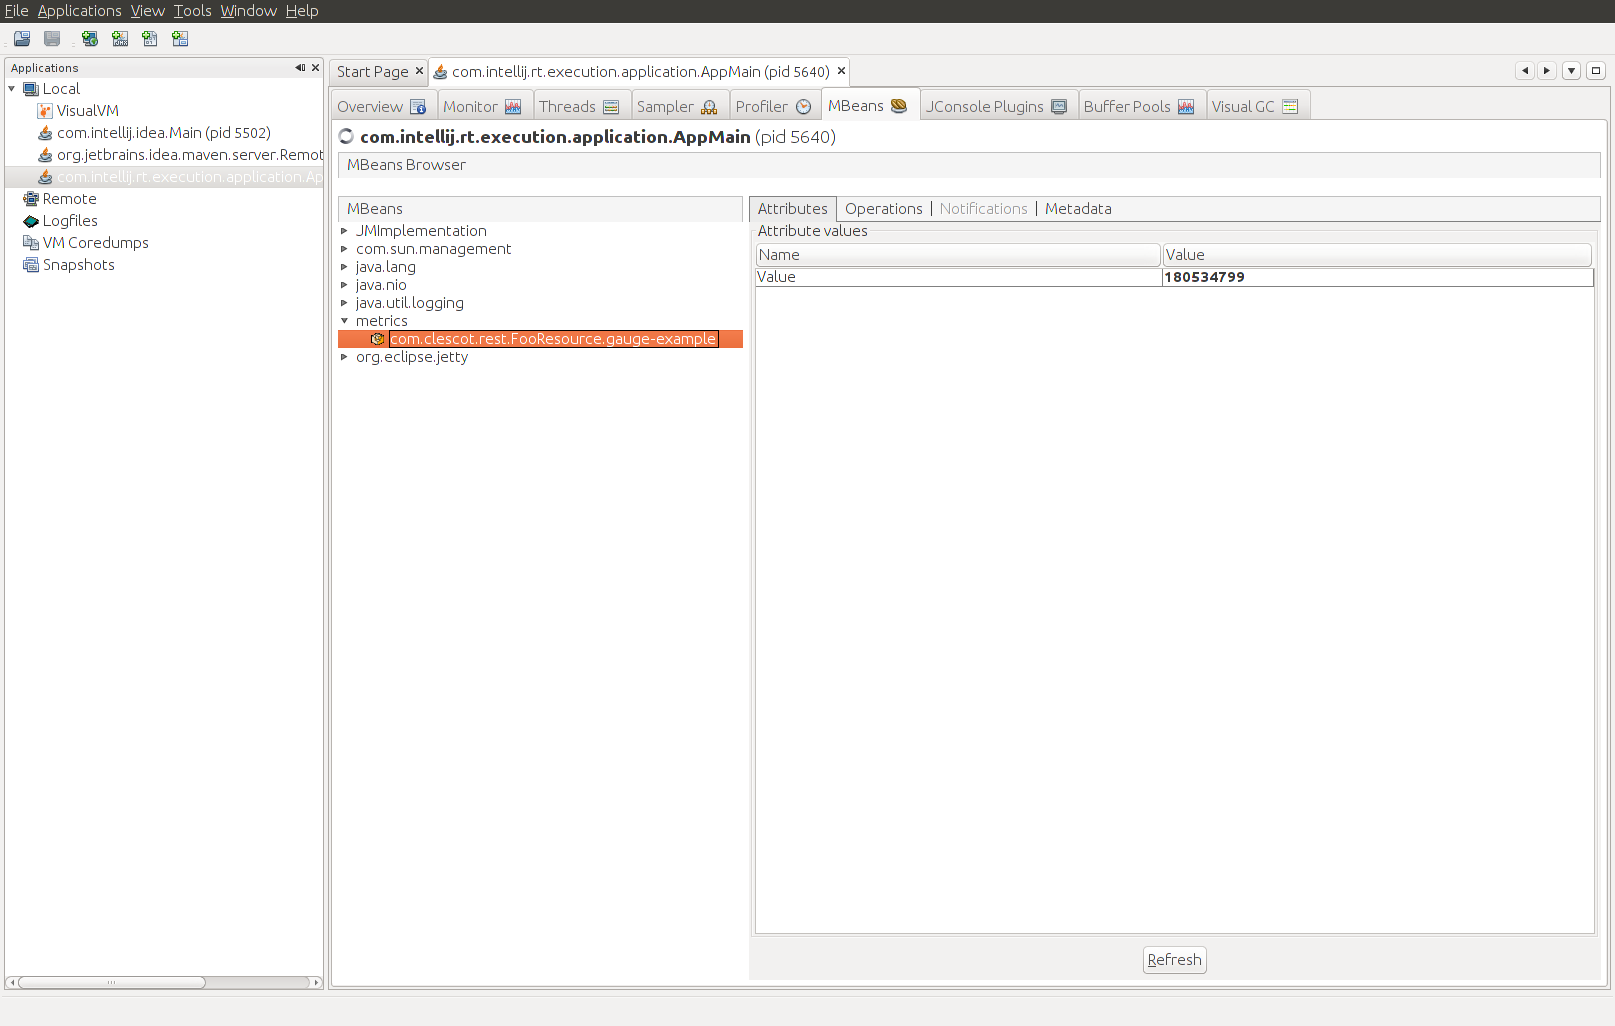 File Applications View Tools Window Help
Applications
Local
VisualVM
com.intellij.idea.Main (pid 5502)
org.jetbrains.idea.maven.server.Remot
com.intellij.rt.execution.application.Ap
Remote
Logfiles
VM Coredumps
Snapshots
Start Page com.intellij.rt.execution.application.AppMain (pid 5640)
Overview Monitor Threads Sampler Profiler MBeans JConsole Plugins Buffer Pools Visual GC
com.intellij.rt.execution.application.AppMain (pid 5640)
MBeans Browser
MBeans
JMImplementation
com.sun.management
java.lang
java.nio
java.util.logging
metrics
com.clescot.rest.FooResource.gauge-example
org.eclipse.jetty
Attributes Operations | Notifications | Metadata
Attribute values
Name Value
Value 180534799
Refresh